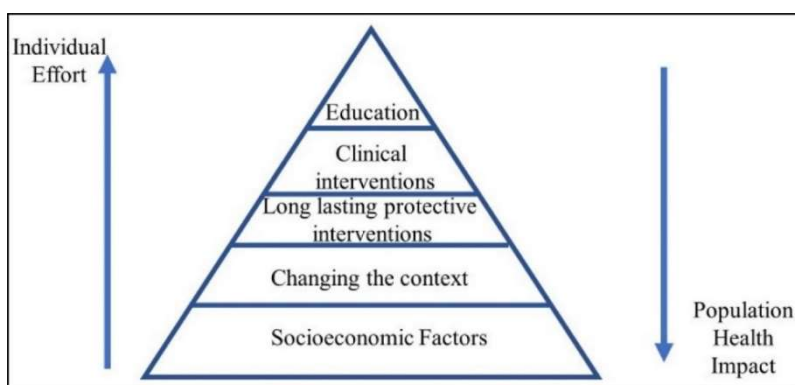 Individual
Effort
Education
Clinical
interventions
Long lasting protective
interventions
Changing the context
Socioeconomic Factors
Population
Health
Impact